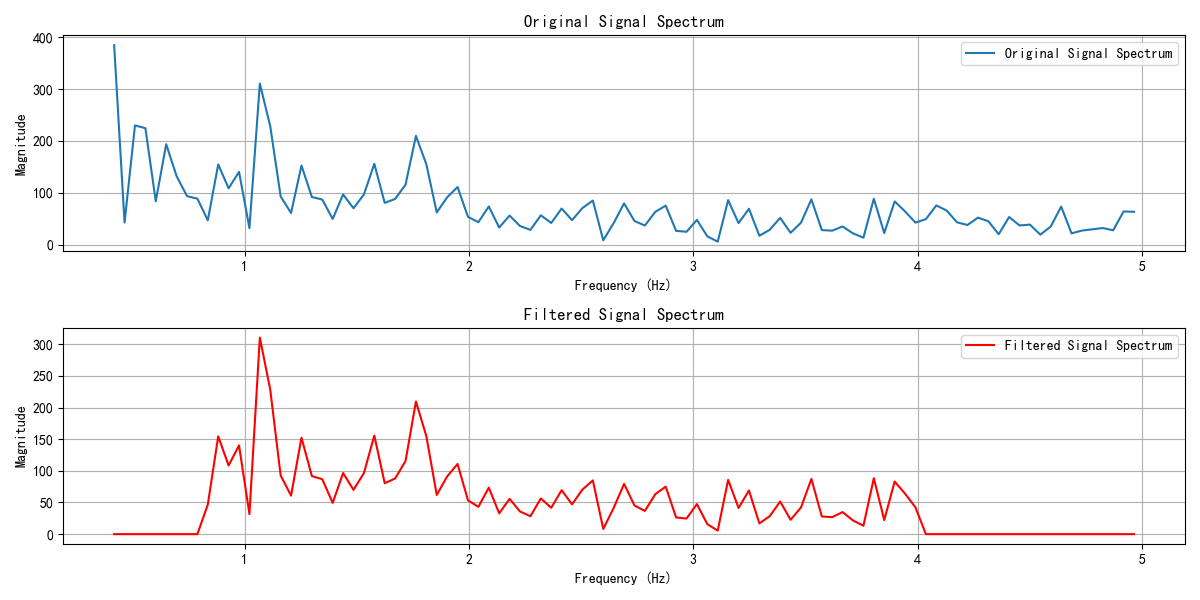 Original Signal Spectrum
400
300
200
100
0
Magnitude
Original Signal Spectrum
1
2
3
4
5
Frequency (Hz)
Filtered Signal Spectrum
300
250
200
150
100
50
0
Magnitude
Filtered Signal Spectrum
1
2
3
4
5
Frequency (Hz)